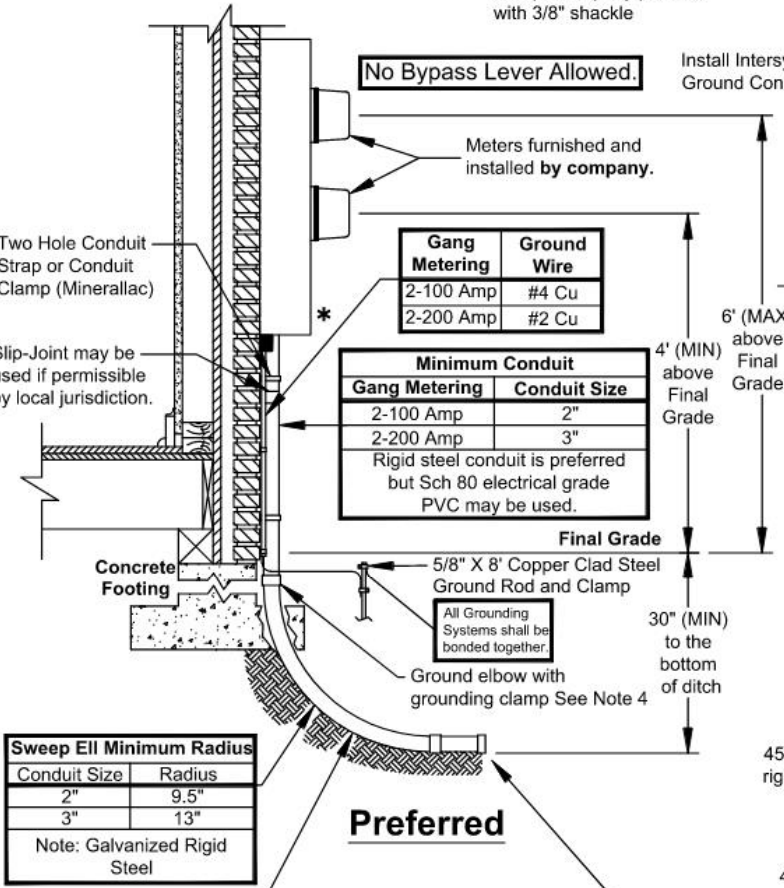 with 3/8" shackle
No Bypass Lever Allowed.
Install
Ground
Meters furnished and
installed by company.
Two Hole Conduit
Strap or Conduit
Clamp (Minerallac)
Gang Metering | Ground Wire
2-100 Amp | #4 Cu
2-200 Amp | #2 Cu
*
Slip-Joint may be
used if permissible
by local jurisdiction.
Minimum Conduit
Gang Metering | Conduit Size
2-100 Amp | 2"
2-200 Amp | 3"
Rigid steel conduit is preferred
but Sch 80 electrical grade
PVC may be used.
4' (MIN)
above
Final
Grade
6' (MAX
above
Final
Grade
Final Grade
Concrete
Footing
5/8" X 8' Copper Clad Steel
Ground Rod and Clamp
All Grounding
Systems shall be
bonded together.
30" (MIN)
to the
bottom
of ditch
Ground elbow with
grounding clamp See Note 4
Sweep Ell Minimum Radius
Conduit Size | Radius
2" | 9.5"
3" | 13"
Note: Galvanized Rigid
Steel
Preferred
45